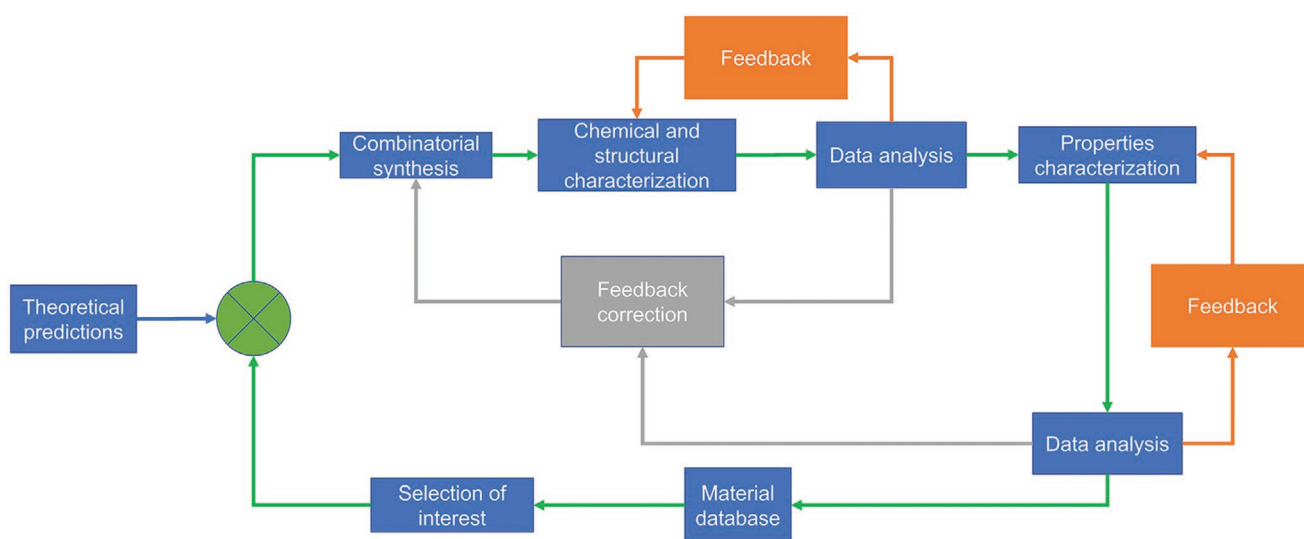 Feedback
Combinatorial
synthesis
Chemical and
structural
characterization
Data analysis
Properties
characterization
Theoretical
predictions
Feedback
correction
Feedback
Data analysis
Selection of
interest
Material
database